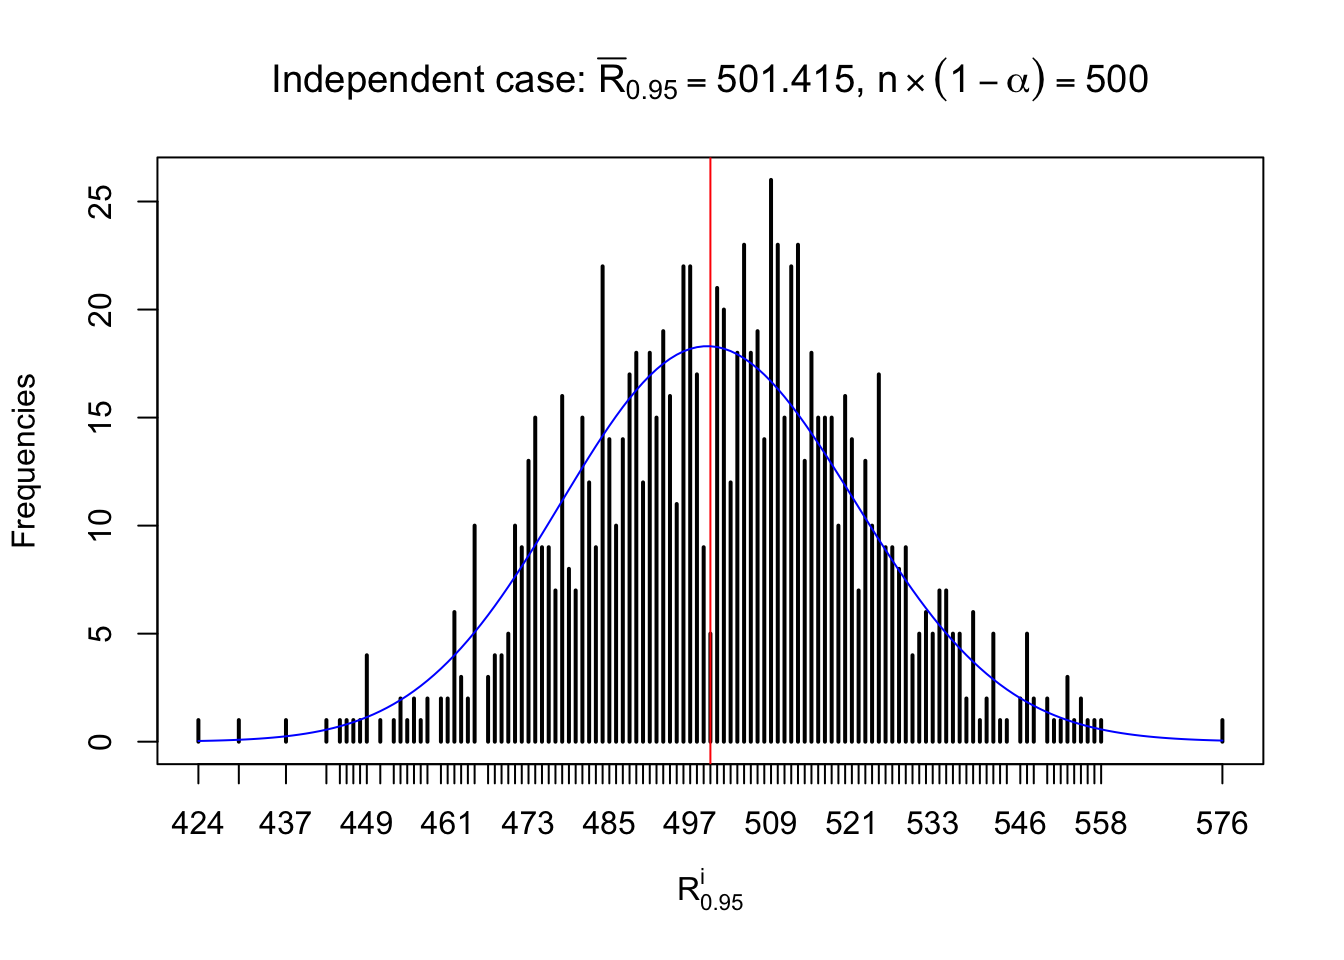 Independent case: R̅₀.₉₅ = 501.415, n × (1 − α) = 500
Frequencies
25
20
15
10
5
0
424 437 449 461 473 485 497 509 521 533 546 558 576
Rⁱ₀.₉₅